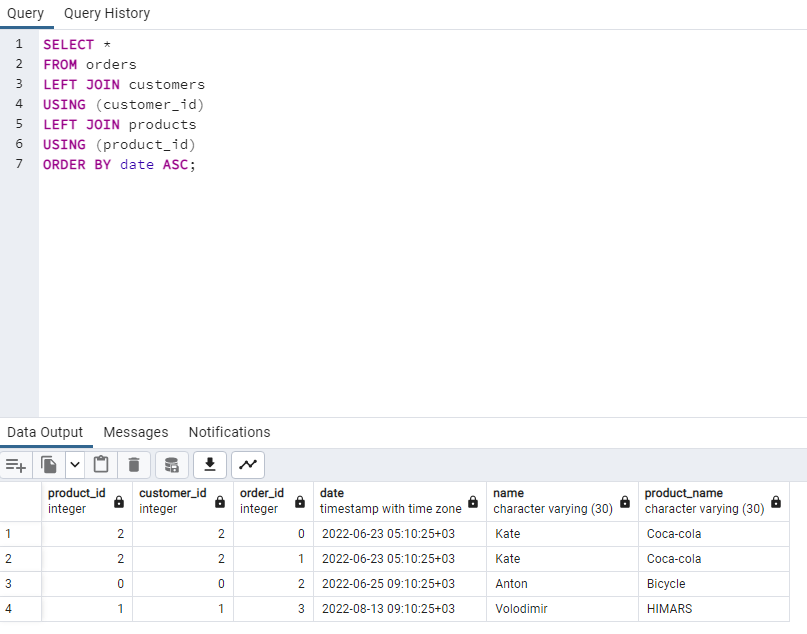 Query Query History
1 SELECT *
2 FROM orders
3 LEFT JOIN customers
4 USING (customer_id)
5 LEFT JOIN products
6 USING (product_id)
7 ORDER BY date ASC;
Data Output Messages Notifications
product_id customer_id order_id date name product_name
integer integer integer timestamp with time zone character varying (30) character varying (30)
1 2 2 0 2022-06-23 05:10:25+03 Kate Coca-cola
2 2 2 1 2022-06-23 05:10:25+03 Kate Coca-cola
3 0 0 2 2022-06-25 09:10:25+03 Anton Bicycle
4 1 1 3 2022-08-13 09:10:25+03 Volodimir HIMARS